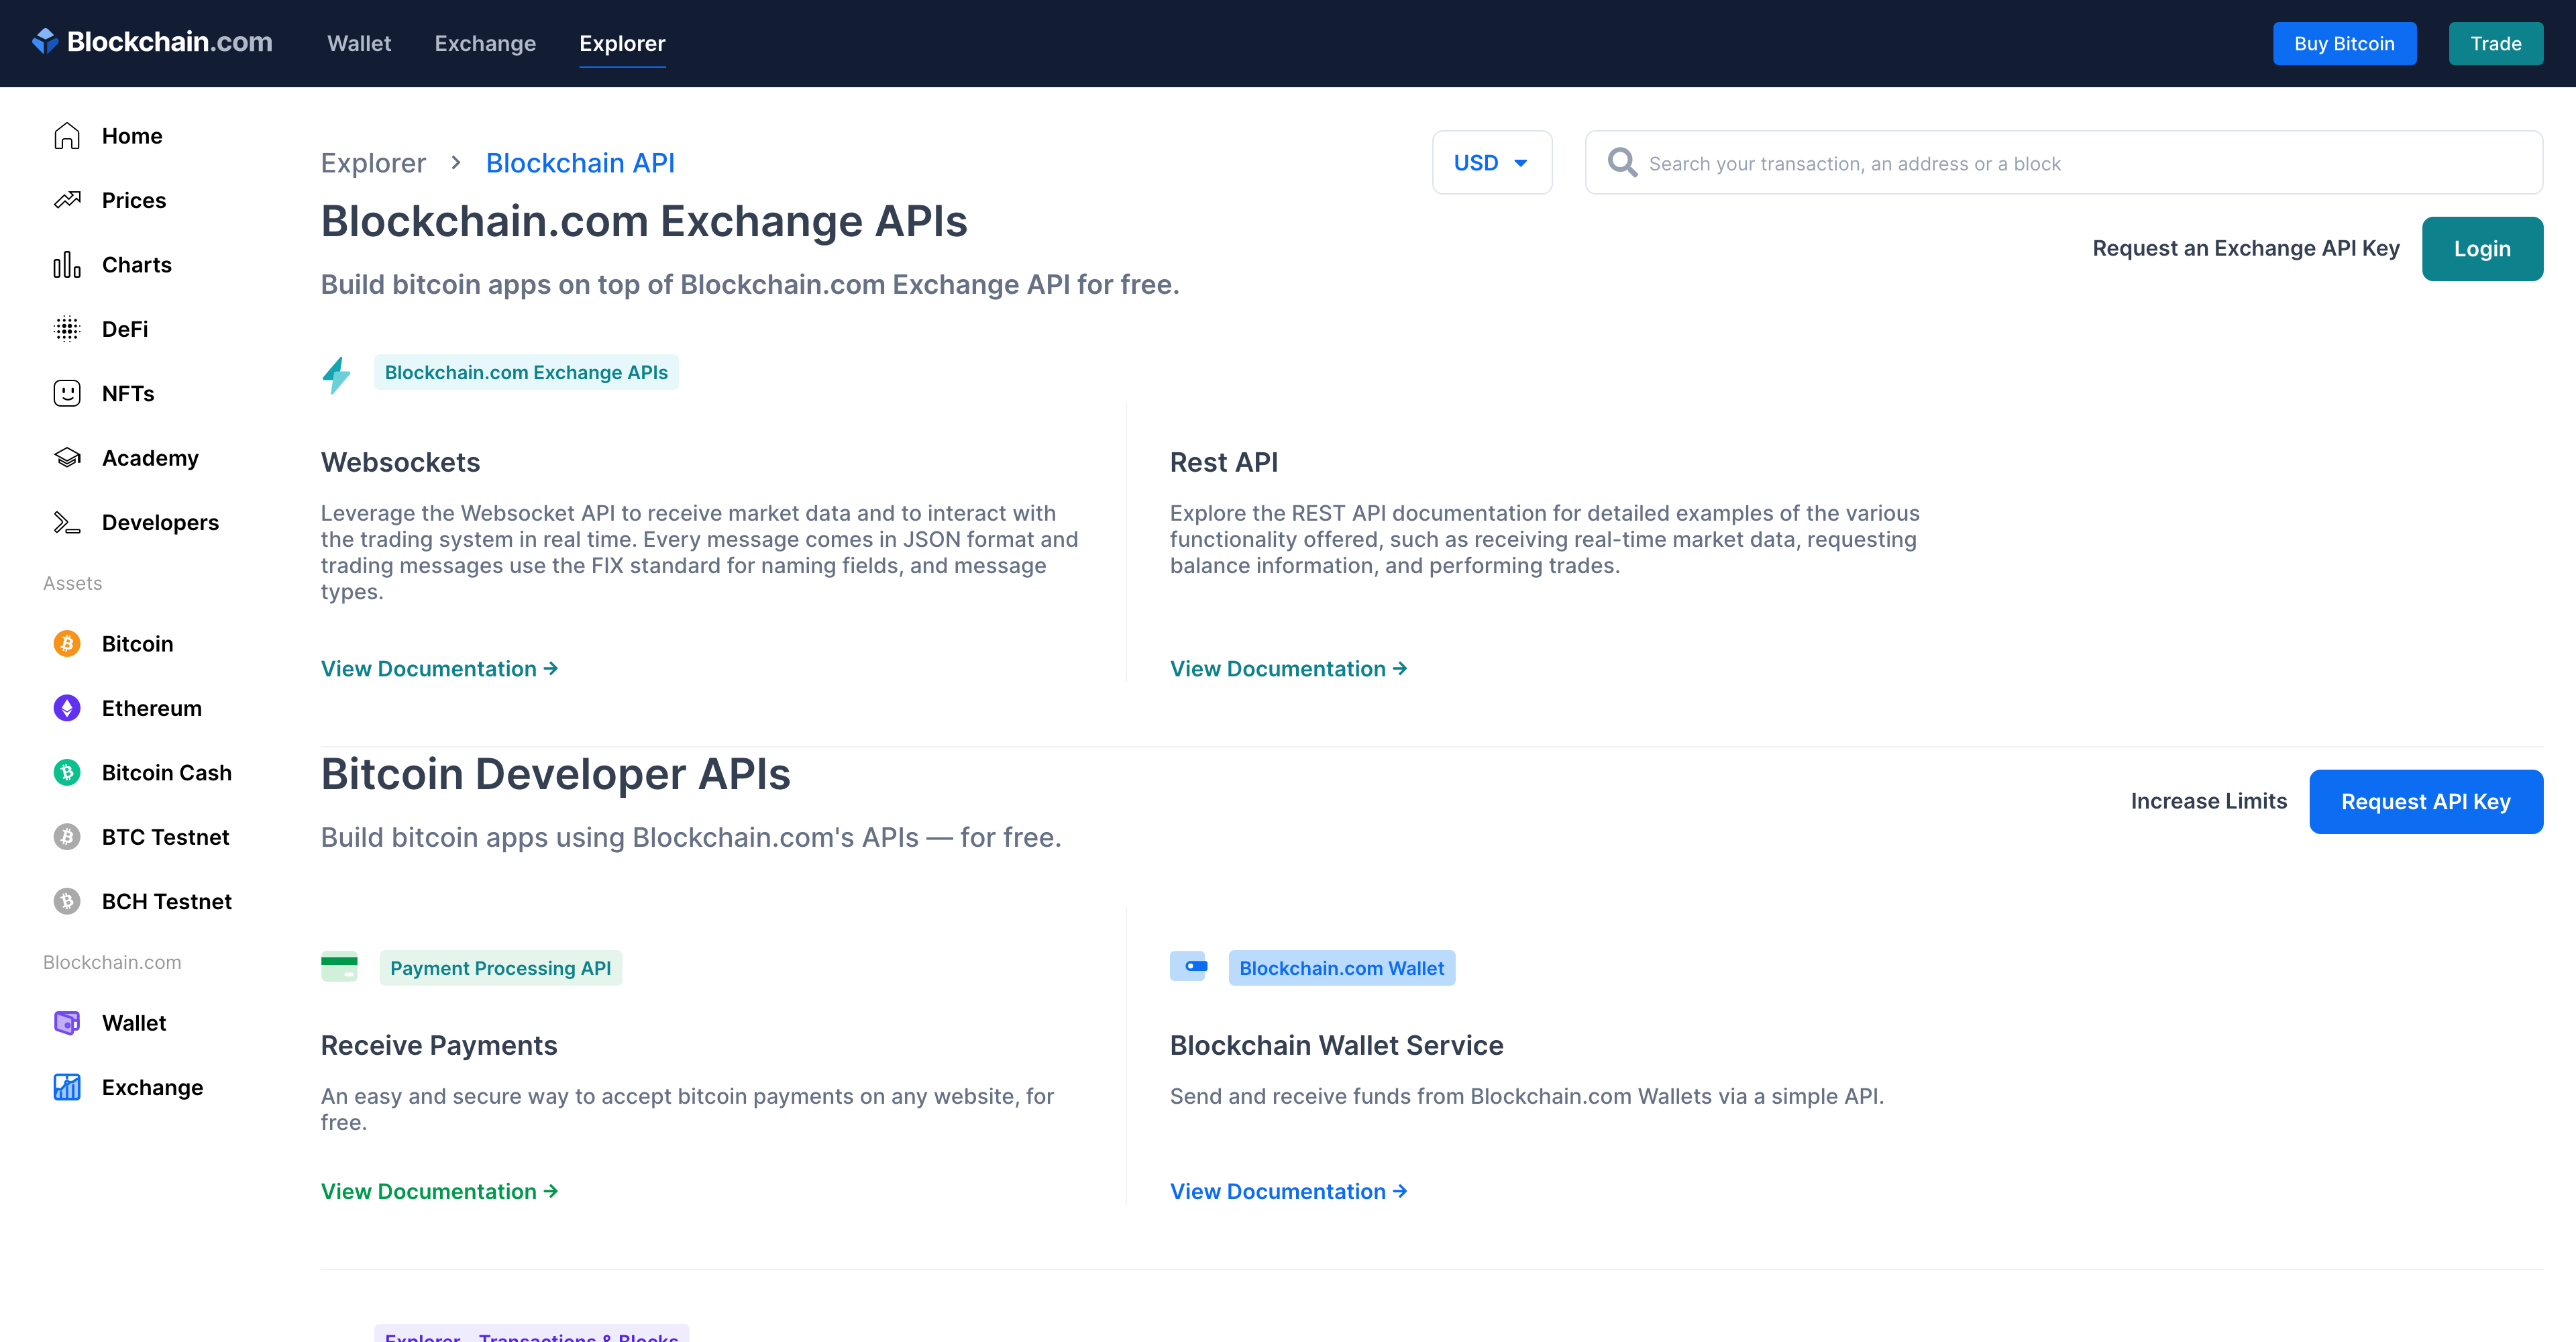 Blockchain.com
Wallet
Exchange
Explorer
Buy Bitcoin
Trade
Home
Prices
Charts
DeFi
NFTs
Academy
Developers
Assets
Bitcoin
Ethereum
Bitcoin Cash
BTC Testnet
BCH Testnet
Blockchain.com
Wallet
Exchange
Explorer > Blockchain API
USD
Search your transaction, an address or a block
Blockchain.com Exchange APIs
Build bitcoin apps on top of Blockchain.com Exchange API for free.
Request an Exchange API Key
Login
Blockchain.com Exchange APIs
Websockets
Leverage the Websocket API to receive market data and to interact with
the trading system in real time. Every message comes in JSON format and
trading messages use the FIX standard for naming fields, and message
types.
View Documentation →
Rest API
Explore the REST API documentation for detailed examples of the various
functionality offered, such as receiving real-time market data, requesting
balance information, and performing trades.
View Documentation →
Bitcoin Developer APIs
Build bitcoin apps using Blockchain.com's APIs — for free.
Increase Limits
Request API Key
Payment Processing API
Receive Payments
An easy and secure way to accept bitcoin payments on any website, for
free.
View Documentation →
Blockchain.com Wallet
Blockchain Wallet Service
Send and receive funds from Blockchain.com Wallets via a simple API.
View Documentation →
Explorer - Transactions & Blocks